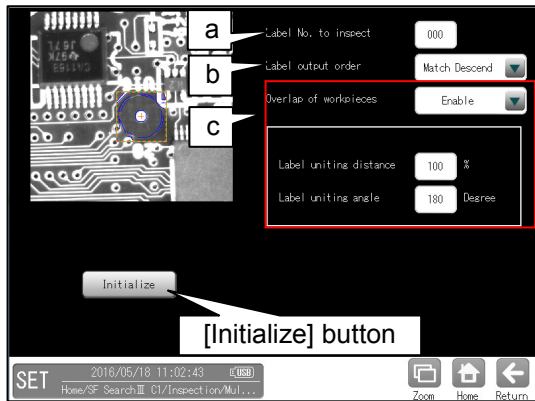 a
Label No. to inspect
000
b
Label output order
Match Descend
c
Overlap of workpieces
Enable
Label uniting distance
100 %
Label uniting angle
180 Degree
Initialize
[Initialize] button
SET
2016/05/18 11:02:43 USB
Home/SF SearchⅢ C1/Inspection/Mul...
Zoom
Home
Return